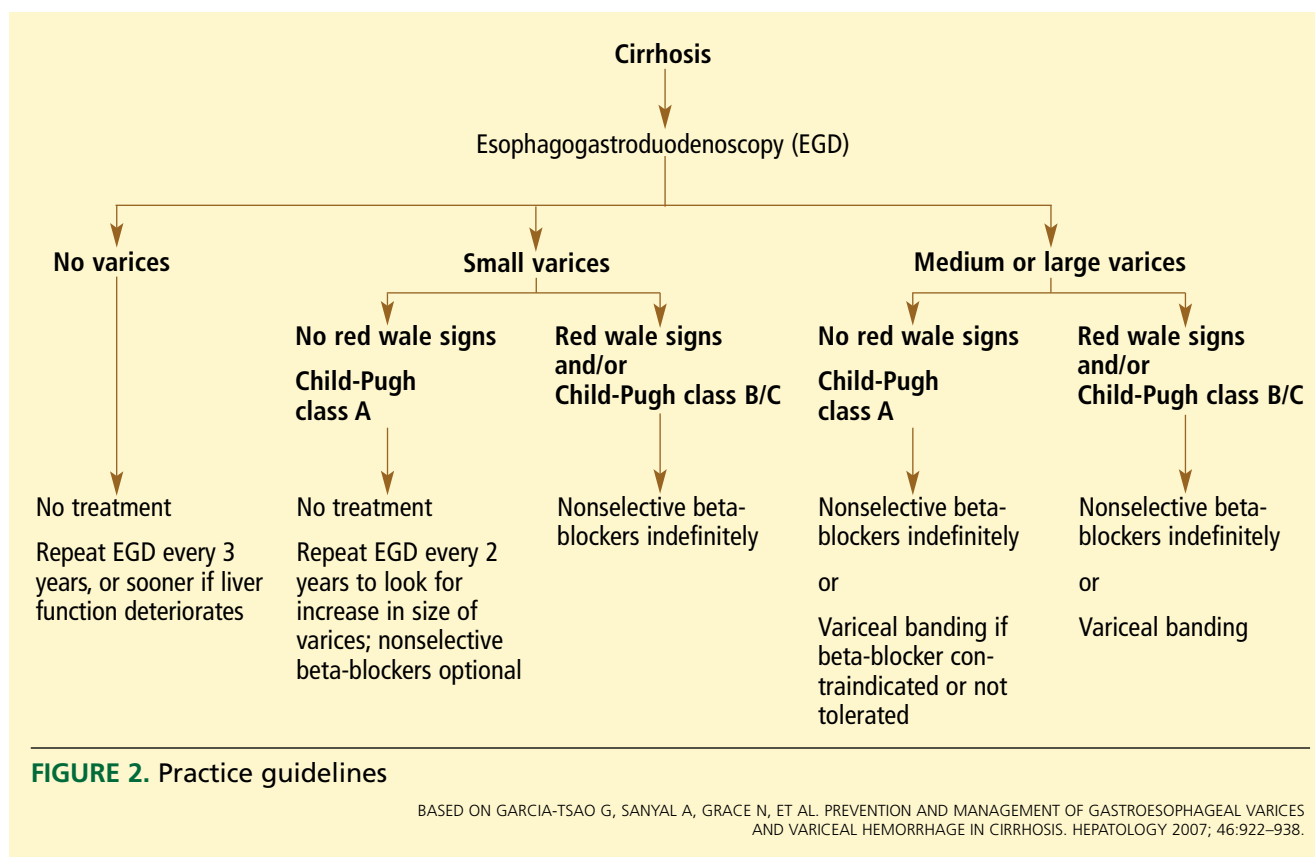 Cirrhosis
Esophagogastroduodenoscopy (EGD)
No varices
Small varices
Medium or large varices
No red wale signs
Child-Pugh
class A
Red wale signs
and/or
Child-Pugh class B/C
No red wale signs
Child-Pugh
class A
Red wale signs
and/or
Child-Pugh class B/C
No treatment
Repeat EGD every 3
years, or sooner if liver
function deteriorates
No treatment
Repeat EGD every 2
years to look for
increase in size of
varices; nonselective
beta-blockers optional
Nonselective beta-
blockers indefinitely
Nonselective beta-
blockers indefinitely
or
Variceal banding if
beta-blocker con-
traindicated or not
tolerated
Nonselective beta-
blockers indefinitely
or
Variceal banding
FIGURE 2. Practice guidelines
BASED ON GARCIA-TSAO G, SANYAL A, GRACE N, ET AL. PREVENTION AND MANAGEMENT OF GASTROESOPHAGEAL VARICES
AND VARICEAL HEMORRHAGE IN CIRRHOSIS. HEPATOLOGY 2007; 46:922–938.